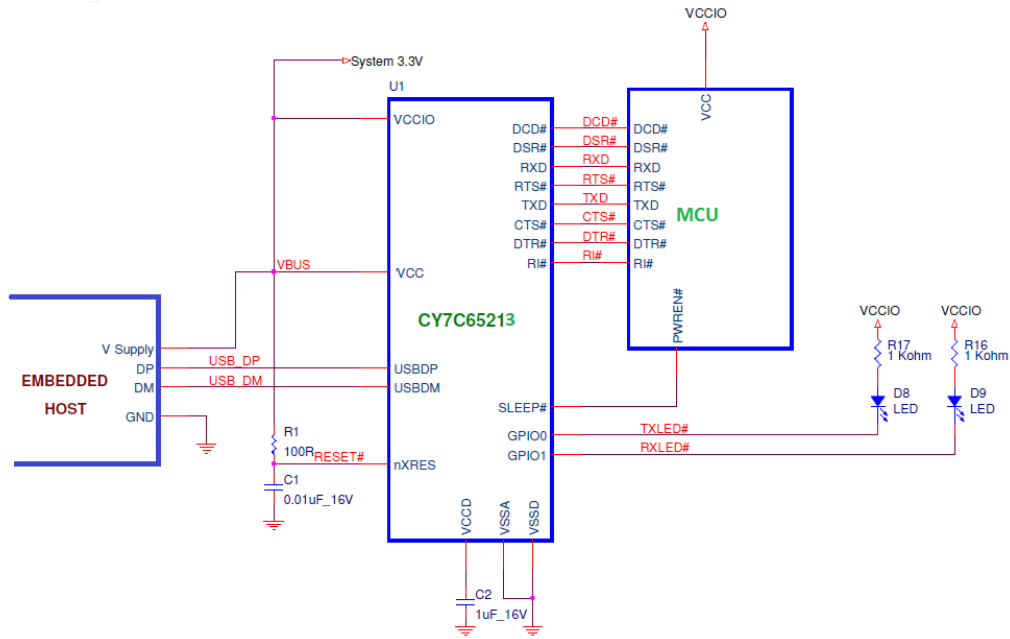 VCCIO
System 3.3V
U1
VCCIO
VCC
DCD# DCD# DCD#
DSR# DSR# DSR#
RXD RXD RXD
RTS# RTS# RTS#
TXD TXD TXD
MCU
CTS# CTS# CTS#
DTR# DTR# DTR#
RI# RI# RI#
VBUS
VCC
CY7C65213
PWREN#
VCCIO VCCIO
R17 R16
1 Kohm 1 Kohm
V Supply
DP USB_DP USBDP
DM USB_DM USBDM
EMBEDDED
HOST
GND
D8 D9
LED LED
SLEEP#
GPIO0 TXLED#
GPIO1 RXLED#
R1
100R
RESET# nXRES
C1
0.01uF_16V
VCCD
VSSA
VSSD
C2
1uF_16V